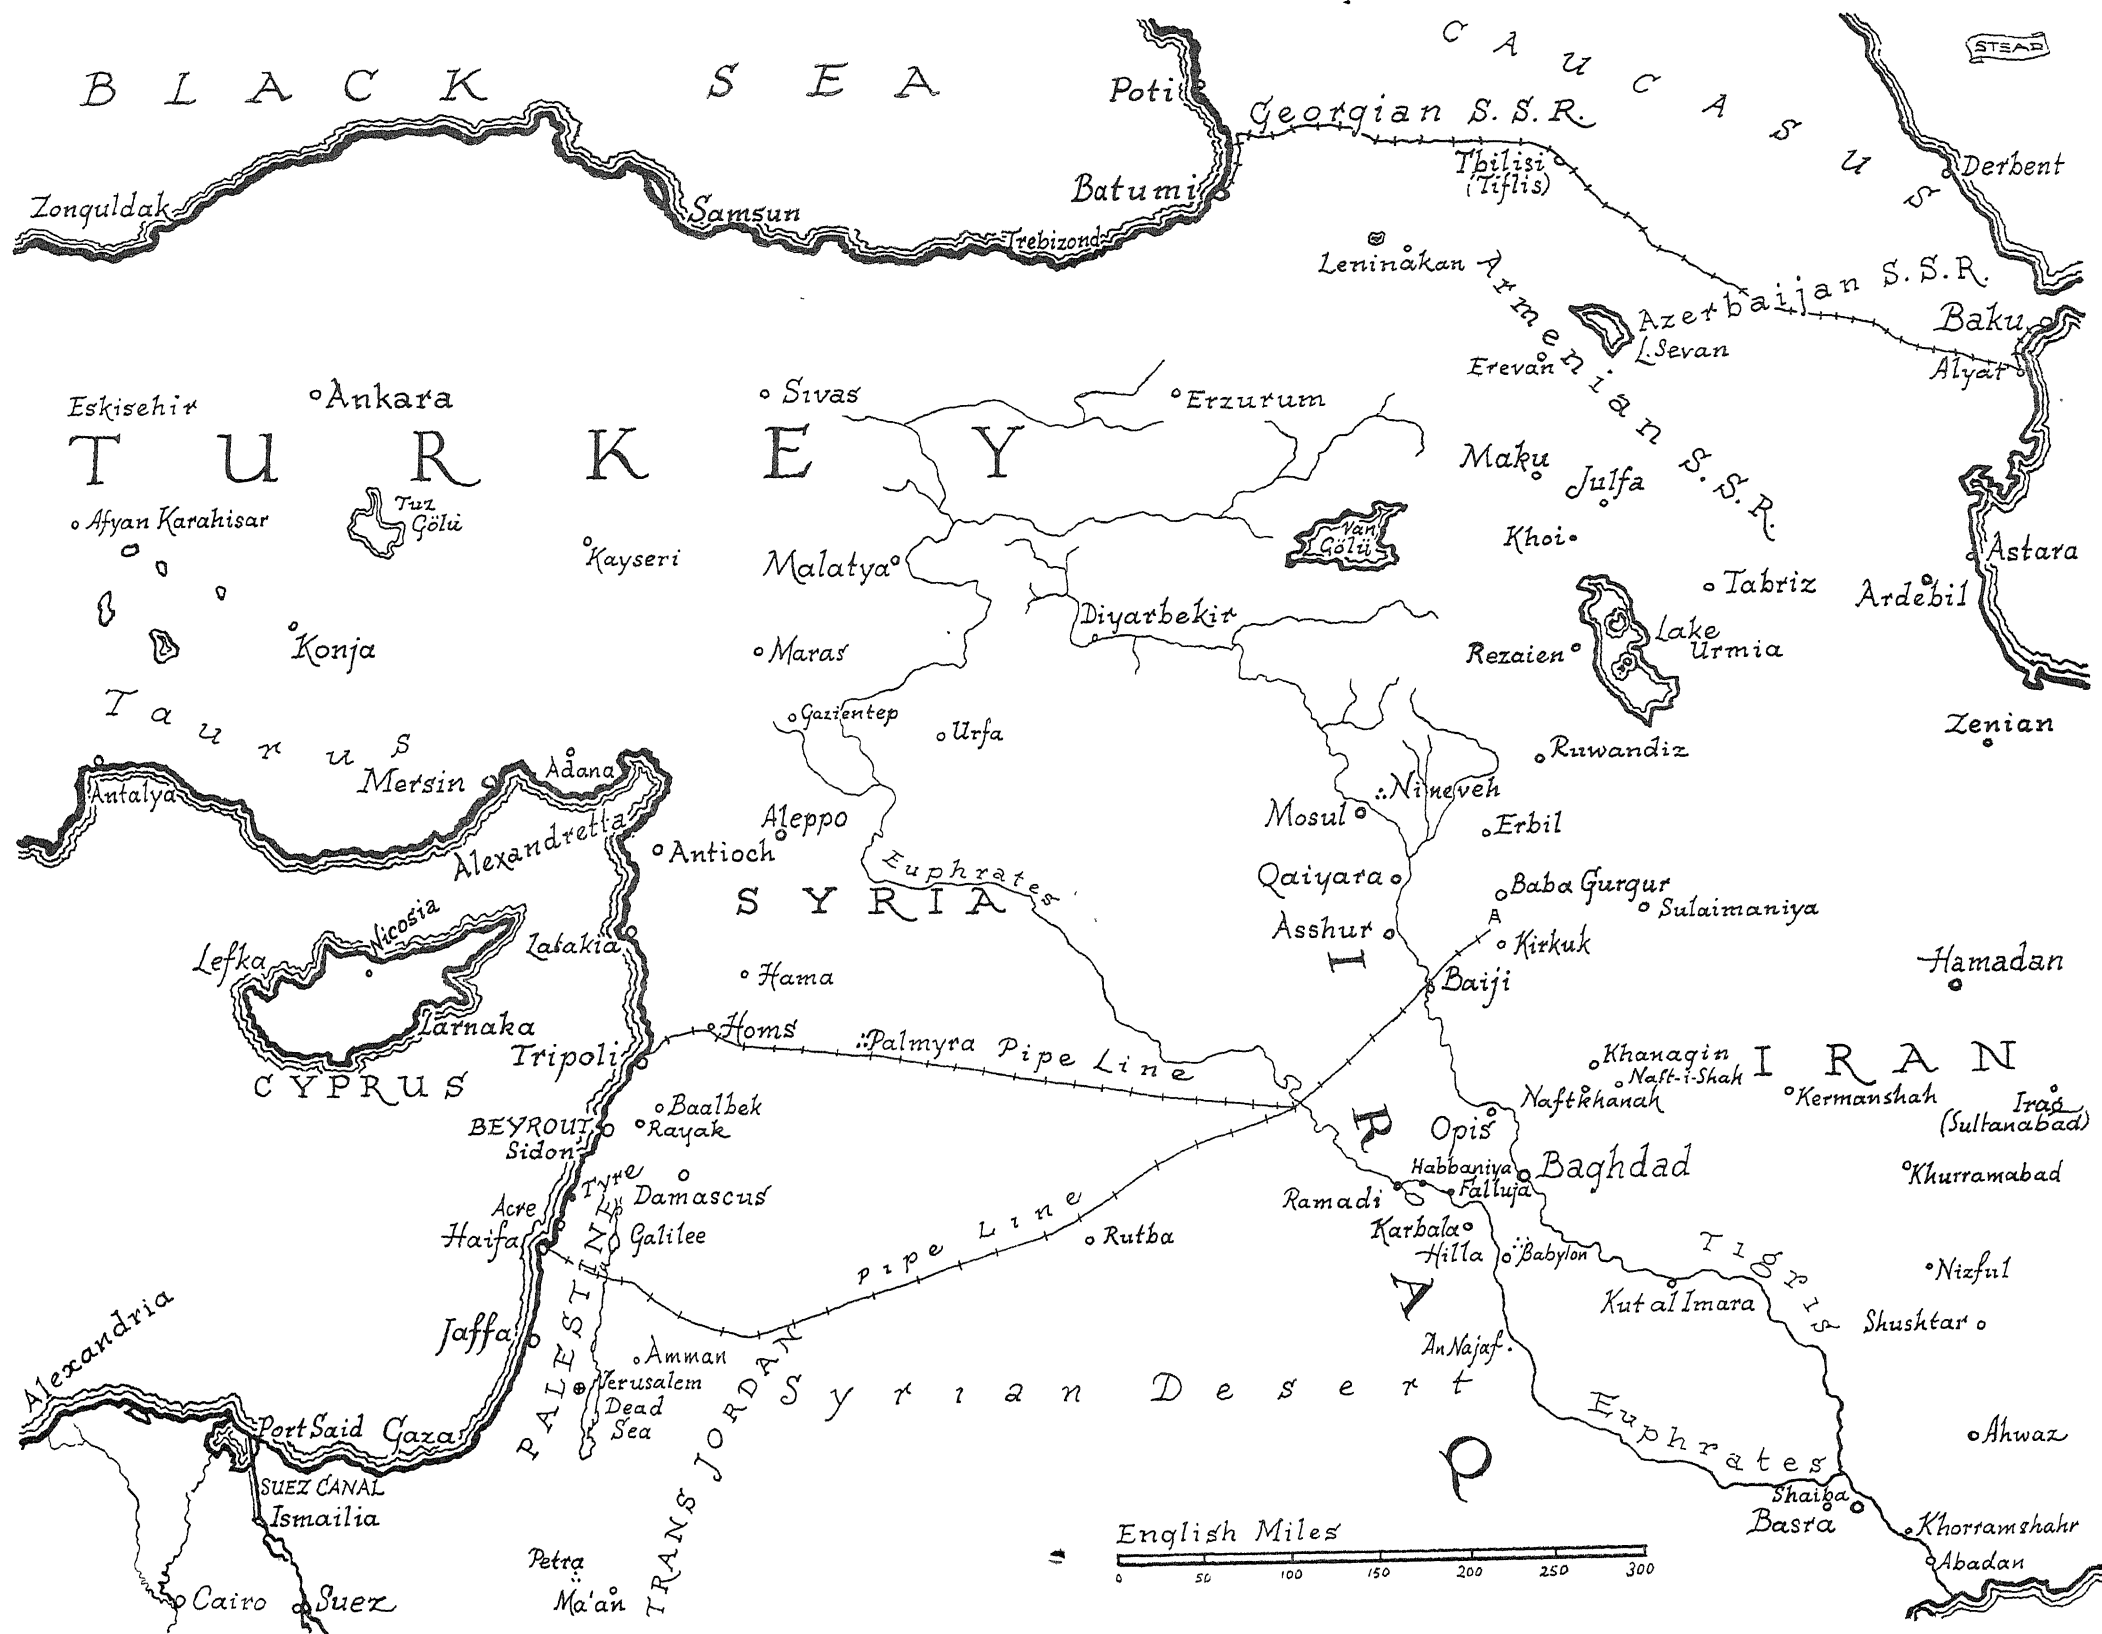 CAUCASUS
STEAD
BLACK SEA
Poti
Georgian S.S.R.
Tbilisi
(Tiflis)
Derbent
Batumi
Zonguldak
Samsun
Trebizond
Leninakan
Armenian S.S.R.
Azerbaijan S.S.R.
Baku
L. Sevan
Erevan
Alyat
Eskisehir
Ankara
Sivas
Erzurum
TURKEY
Maku
Julfa
Tuz
Gölü
Afyan Karahisar
Van
Gölü
Khoi
Astara
Kayseri
Malatya
Tabriz
Ardebil
Diyarbekir
Lake
Urmia
Konja
Maras
Rezaien
Taurus
Gazientep
Urfa
Zenian
Ruwandiz
Mersin
Adana
Antalya
Nineveh
Mosul
Erbil
Aleppo
Alexandretta
Antioch
Euphrates
Qaiyara
Baba Gurgur
SYRIA
A
Sulaimaniya
Nicosia
Asshur
Kirkuk
Latakia
Lefka
Hama
IRAQ
Hamadan
Baiji
Larnaka
Homs
Tripoli
Palmyra Pipe Line
Khanaqin
IRAN
Naft-i-Shah
CYPRUS
Naftkhanah
Kermanshah
Iraq
(Sultanabad)
Baalbek
BEYROUT
Rayak
Opis
Sidon
Habbaniya
Baghdad
Khurramabad
Tyre
Damascus
Ramadi
Falluja
Acre
Haifa
Galilee
Pipe Line
Rutba
Karbala
Hilla
Babylon
Tigris
Nizful
PALESTINE
Kut al Imara
Shushtar
Alexandria
Jaffa
Amman
An Najaf
Jerusalem
Syrian Desert
Dead
Sea
TRANS JORDAN
Euphrates
Port Said
Gaza
Ahwaz
SUEZ CANAL
Ismailia
Shaiba
Basra
English Miles
Khorramshahr
0 50 100 150 200 250 300
Petra
Abadan
Ma'an
Cairo
Suez